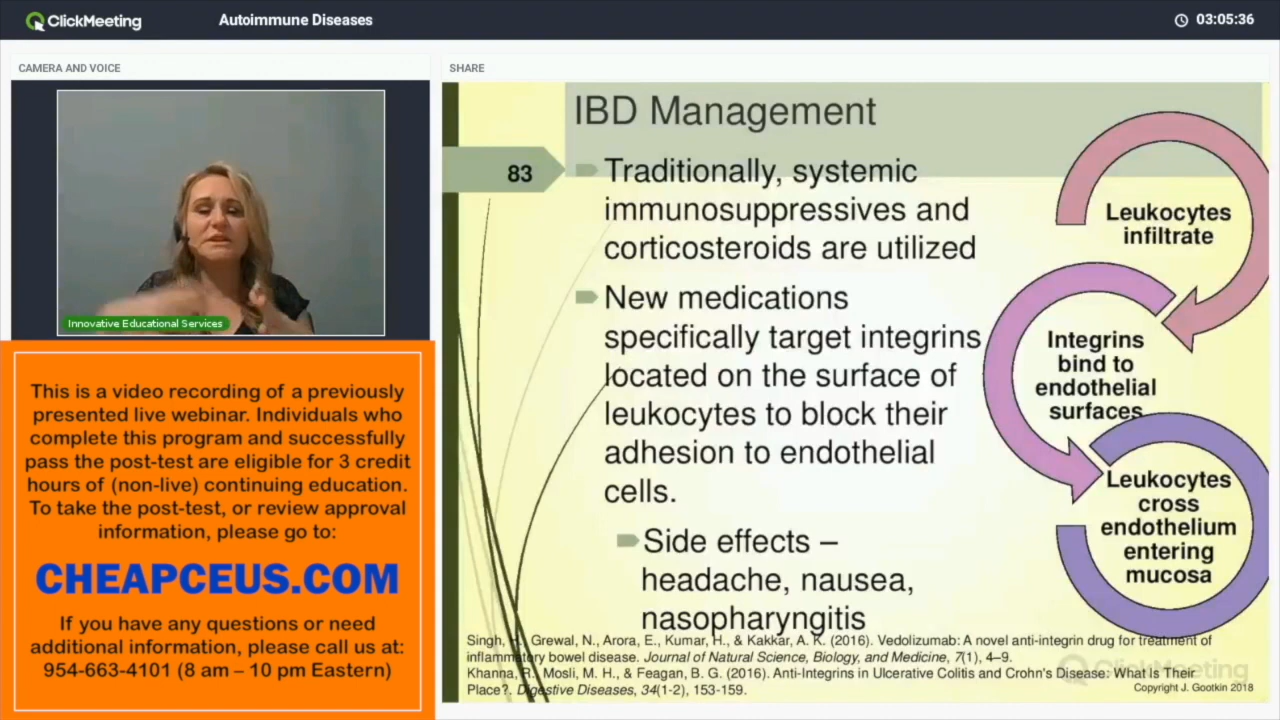 ClickMeeting
Autoimmune Diseases
03:05:36
CAMERA AND VOICE
Innovative Educational Services
This is a video recording of a previously
presented live webinar. Individuals who
complete this program and successfully
pass the post-test are eligible for 3 credit
hours of (non-live) continuing education.
To take the post-test, or review approval
information, please go to:
CHEAPCEUS.COM
If you have any questions or need
additional information, please call us at:
954-663-4101 (8 am – 10 pm Eastern)
SHARE
IBD Management
83
Traditionally, systemic
immunosuppressives and
corticosteroids are utilized
New medications
specifically target integrins
located on the surface of
leukocytes to block their
adhesion to endothelial
cells.
Side effects –
headache, nausea,
nasopharyngitis
Leukocytes
infiltrate
Integrins
bind to
endothelial
surfaces
Leukocytes
cross
endothelium
entering
mucosa
Singh, Grewal, N., Arora, E., Kumar, H., & Kakkar, A. K. (2016). Vedolizumab: A novel anti-integrin drug for treatment of
inflammatory bowel disease. Journal of Natural Science, Biology, and Medicine, 7(1), 4–9.
Khanna, R., Mosli, M. H., & Feagan, B. G. (2016). Anti-Integrins in Ulcerative Colitis and Crohn's Disease: What Is Their
Place?. Digestive Diseases, 34(1-2), 153-159.
ClickMeeting
Copyright J. Gootkin 2018